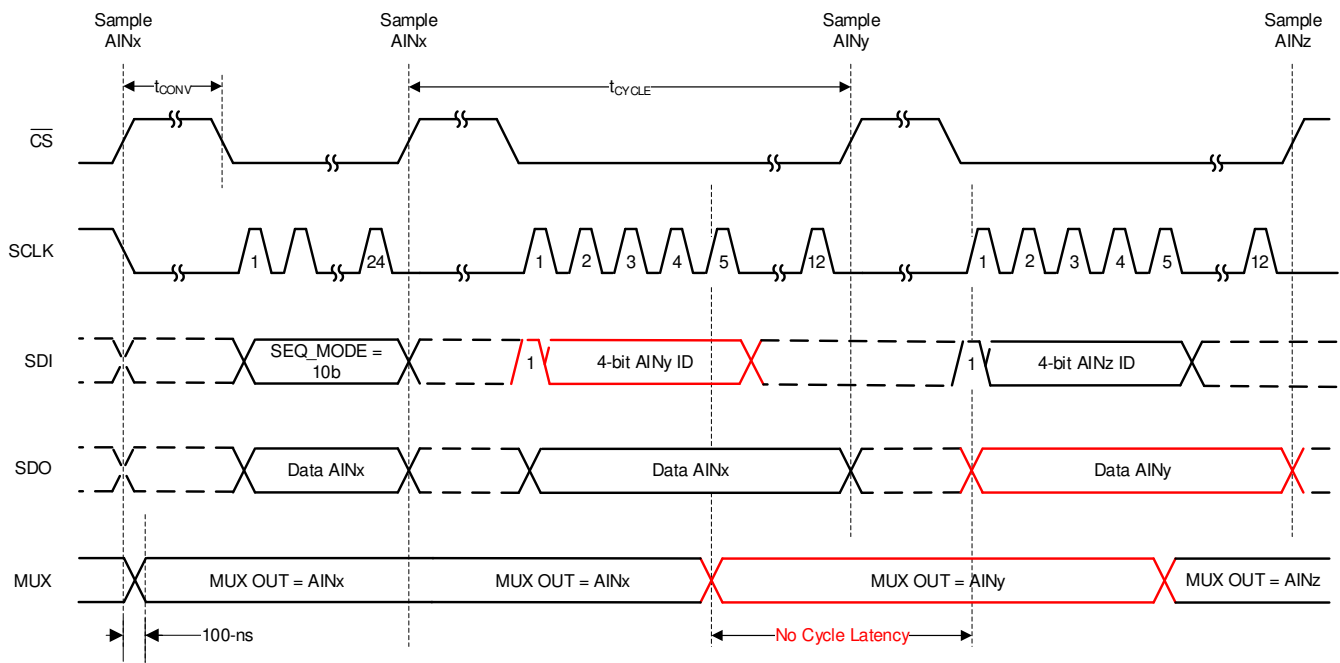 Sample
AINx
Sample
AINx
Sample
AINy
Sample
AINz
tCONV
tCYCLE
CS
SCLK
1
24
1
2
3
4
5
12
1
2
3
4
5
12
SDI
SEQ_MODE =
10b
1
4-bit AINy ID
1
4-bit AINz ID
SDO
Data AINx
Data AINx
Data AINy
MUX
MUX OUT = AINx
MUX OUT = AINx
MUX OUT = AINy
MUX OUT = AINz
100-ns
No Cycle Latency